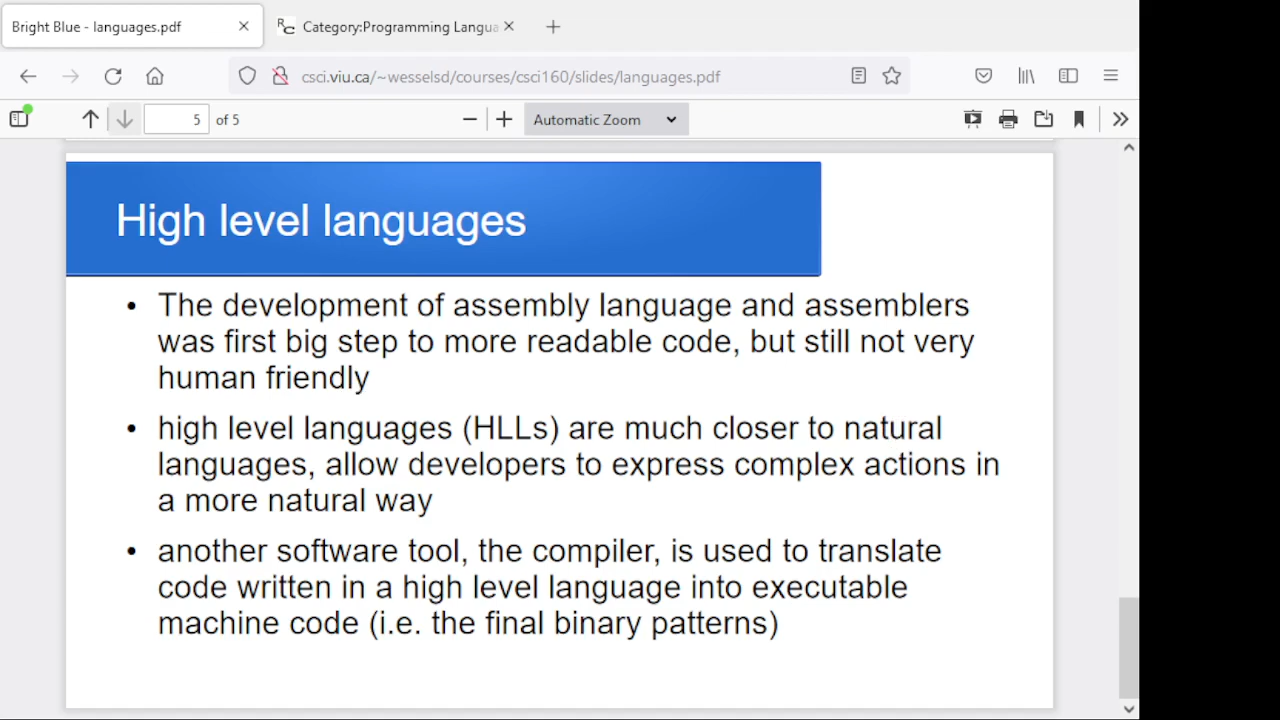 Bright Blue - languages.pdf
Category:Programming Langua
csci.viu.ca/~wesselsd/courses/csci160/slides/languages.pdf
5 of 5
Automatic Zoom
High level languages
• The development of assembly language and assemblers
was first big step to more readable code, but still not very
human friendly
• high level languages (HLLs) are much closer to natural
languages, allow developers to express complex actions in
a more natural way
• another software tool, the compiler, is used to translate
code written in a high level language into executable
machine code (i.e. the final binary patterns)